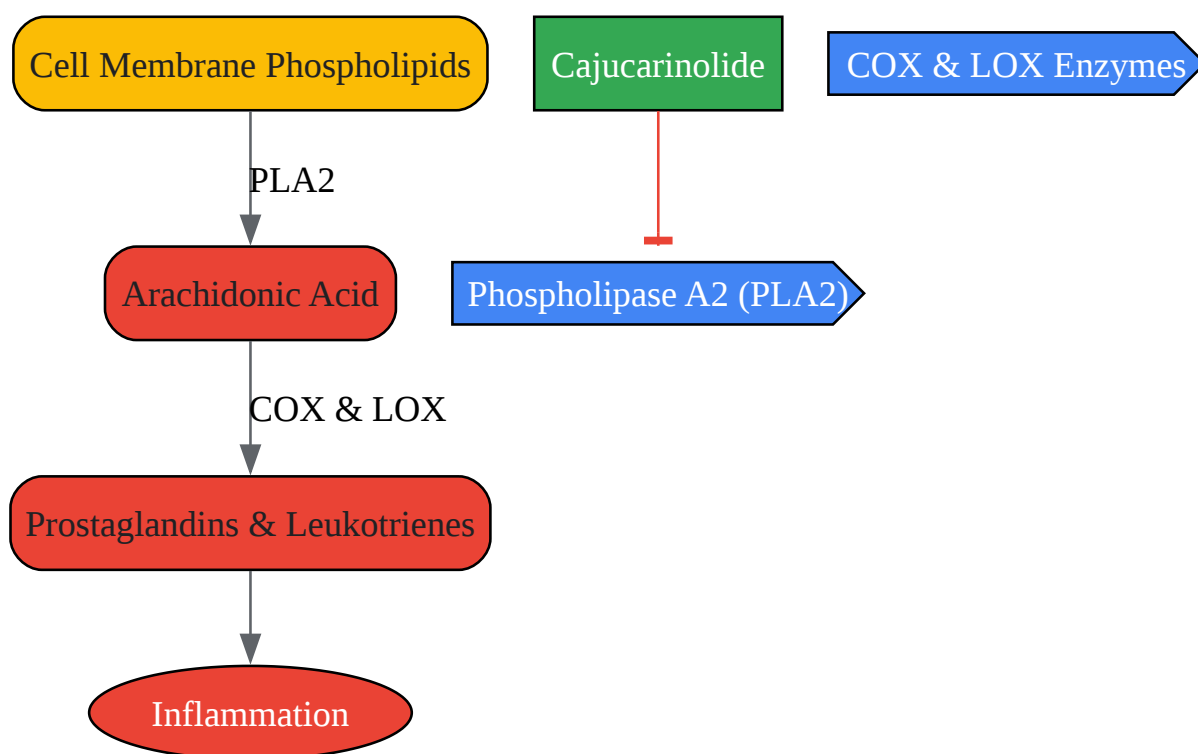 Cell Membrane Phospholipids
Cajucarinolide
COX & LOX Enzymes
PLA2
Arachidonic Acid
Phospholipase A2 (PLA2)
COX & LOX
Prostaglandins & Leukotrienes
Inflammation